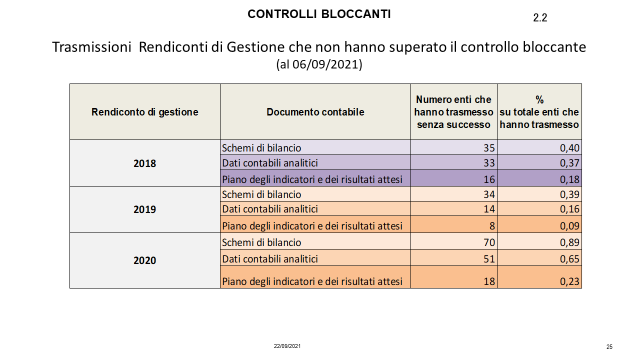 CONTROLLI BLOCCANTI
2.2
Trasmissioni Rendiconti di Gestione che non hanno superato il controllo bloccante
(al 06/09/2021)
Rendiconto di gestione
Documento contabile
Numero enti che
hanno trasmesso
senza successo
%
su totale enti che
hanno trasmesso
2018
Schemi di bilancio 35 0,40
Dati contabili analitici 33 0,37
Piano degli indicatori e dei risultati attesi 16 0,18
2019
Schemi di bilancio 34 0,39
Dati contabili analitici 14 0,16
Piano degli indicatori e dei risultati attesi 8 0,09
2020
Schemi di bilancio 70 0,89
Dati contabili analitici 51 0,65
Piano degli indicatori e dei risultati attesi 18 0,23
22/09/2021
25